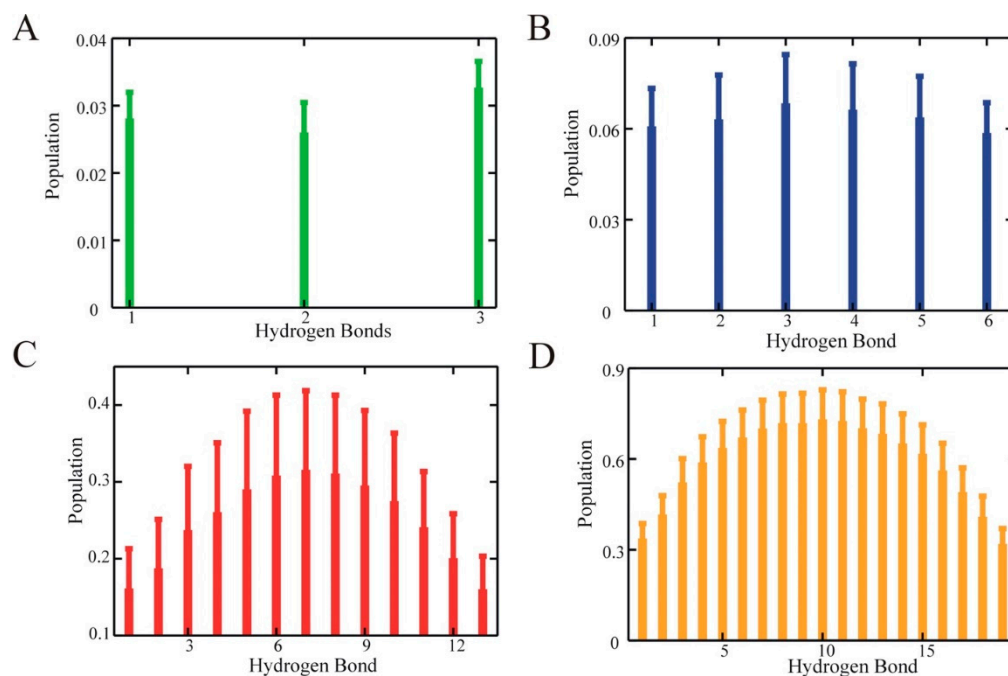 A
0.04
0.03
0.02
0.01
0
Population
1
2
3
Hydrogen Bonds
B
0.09
0.06
0.03
0
Population
1
2
3
4
5
6
Hydrogen Bond
C
0.4
0.3
0.2
0.1
Population
3
6
9
12
Hydrogen Bond
D
0.9
0.6
0.3
0
Population
5
10
15
Hydrogen Bond